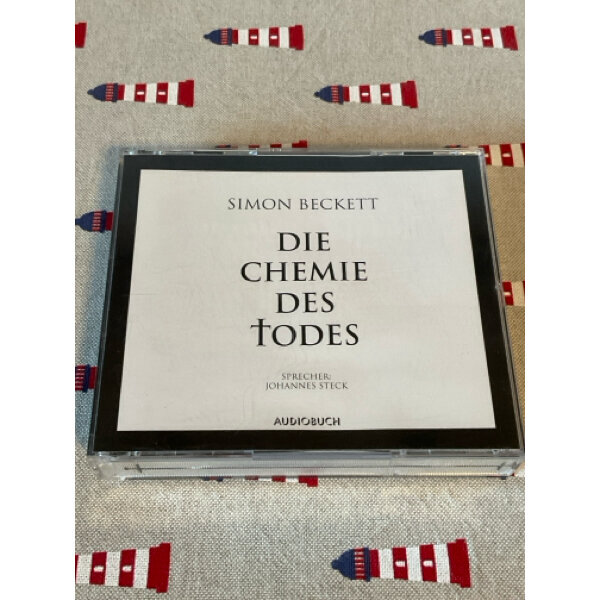 SIMON BECKETT
DIE
CHEMIE
DES
TODES
SPRECHER:
JOHANNES STECK
AUDIOBUCH